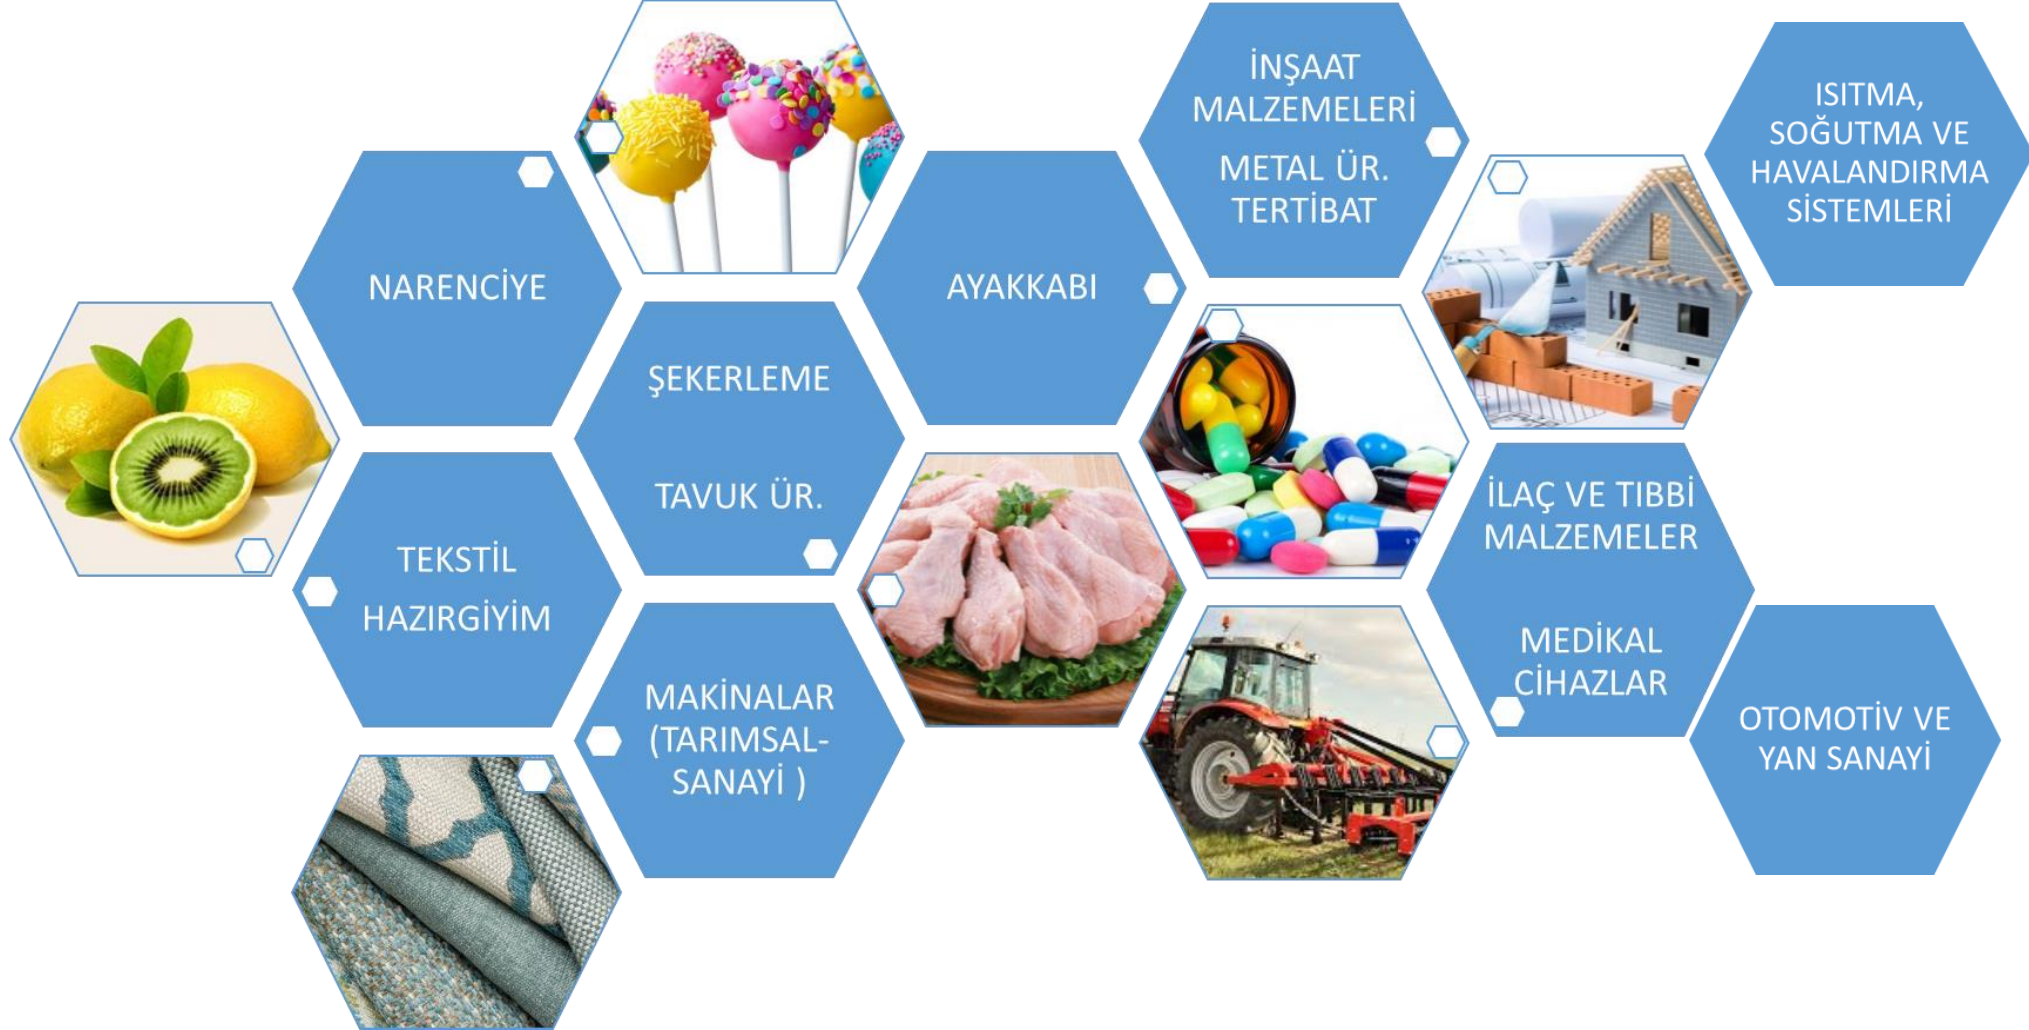 NARENCİYE
TEKSTİL
HAZIRGİYİM
ŞEKERLEME
TAVUK ÜR.
MAKİNALAR
(TARIMSAL-
SANAYİ )
AYAKKABI
İNŞAAT
MALZEMELERİ
METAL ÜR.
TERTİBAT
İLAÇ VE TIBBİ
MALZEMELER
MEDİKAL
CİHAZLAR
ISITMA,
SOĞUTMA VE
HAVALANDIRMA
SİSTEMLERİ
OTOMOTİV VE
YAN SANAYİ